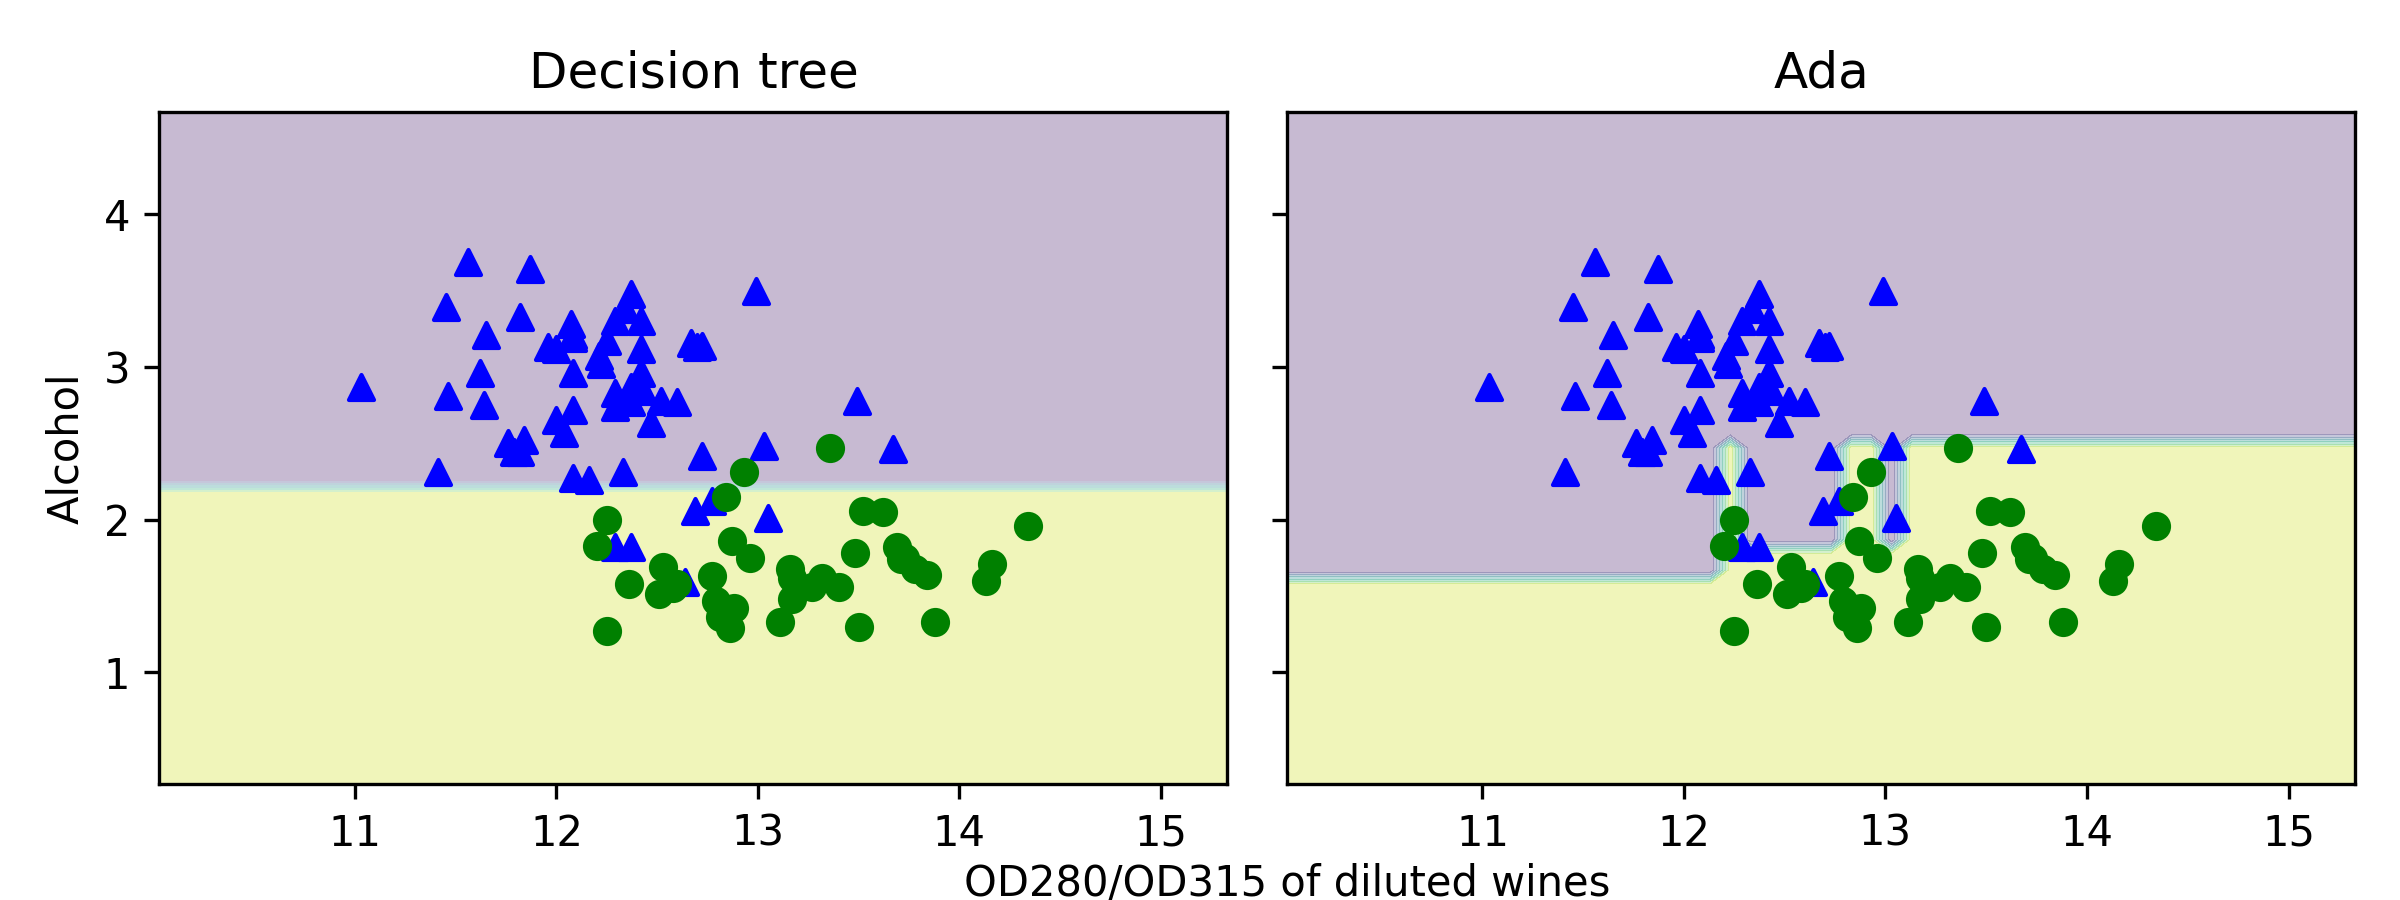 Decision tree
Ada
Alcohol
4
3
2
1
11 12 13 14 15
11 12 13 14 15
OD280/OD315 of diluted wines